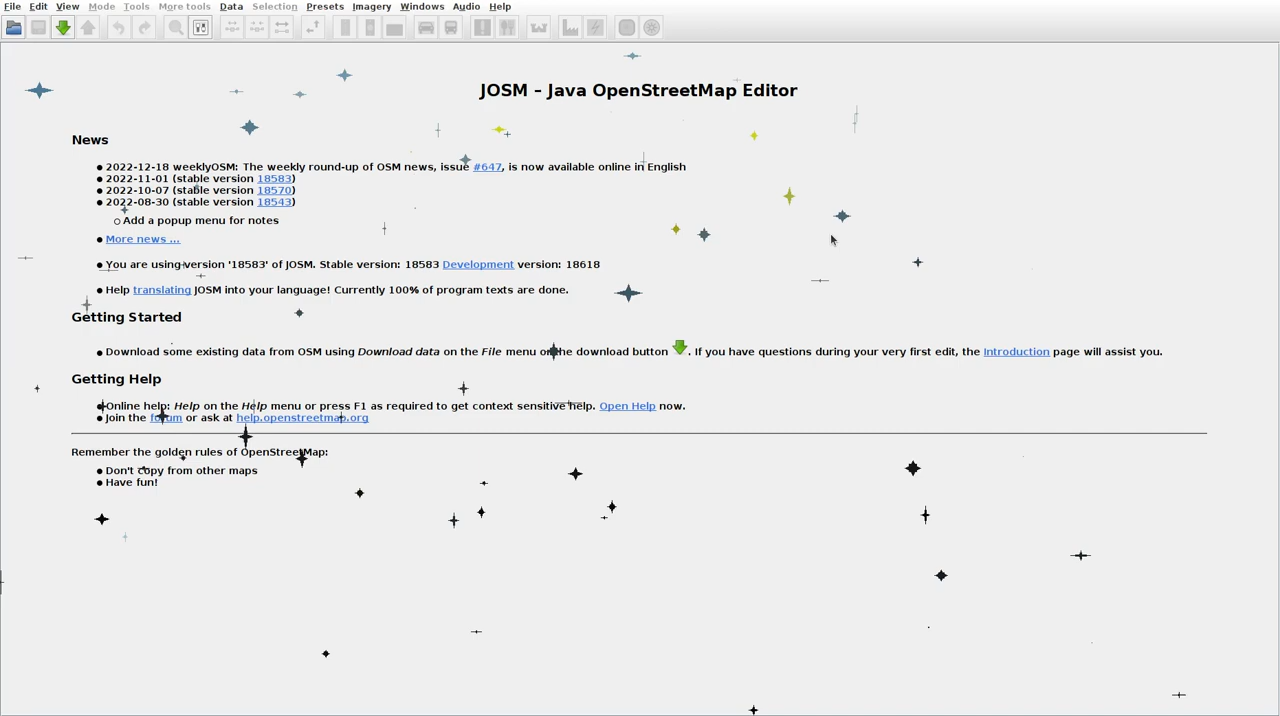 File Edit View Mode Tools More tools Data Selection Presets Imagery Windows Audio Help
JOSM – Java OpenStreetMap Editor
News
2022-12-18 weeklyOSM: The weekly round-up of OSM news, issue #647, is now available online in English
2022-11-01 (stable version 18583)
2022-10-07 (stable version 18570)
2022-08-30 (stable version 18543)
Add a popup menu for notes
More news ...
You are using version '18583' of JOSM. Stable version: 18583 Development version: 18618
Help translating JOSM into your language! Currently 100% of program texts are done.
Getting Started
Download some existing data from OSM using Download data on the File menu or the download button . If you have questions during your very first edit, the Introduction page will assist you.
Getting Help
Online help: Help on the Help menu or press F1 as required to get context sensitive help. Open Help now.
Join the forum or ask at help.openstreetmap.org
Remember the golden rules of OpenStreetMap:
Don't copy from other maps
Have fun!